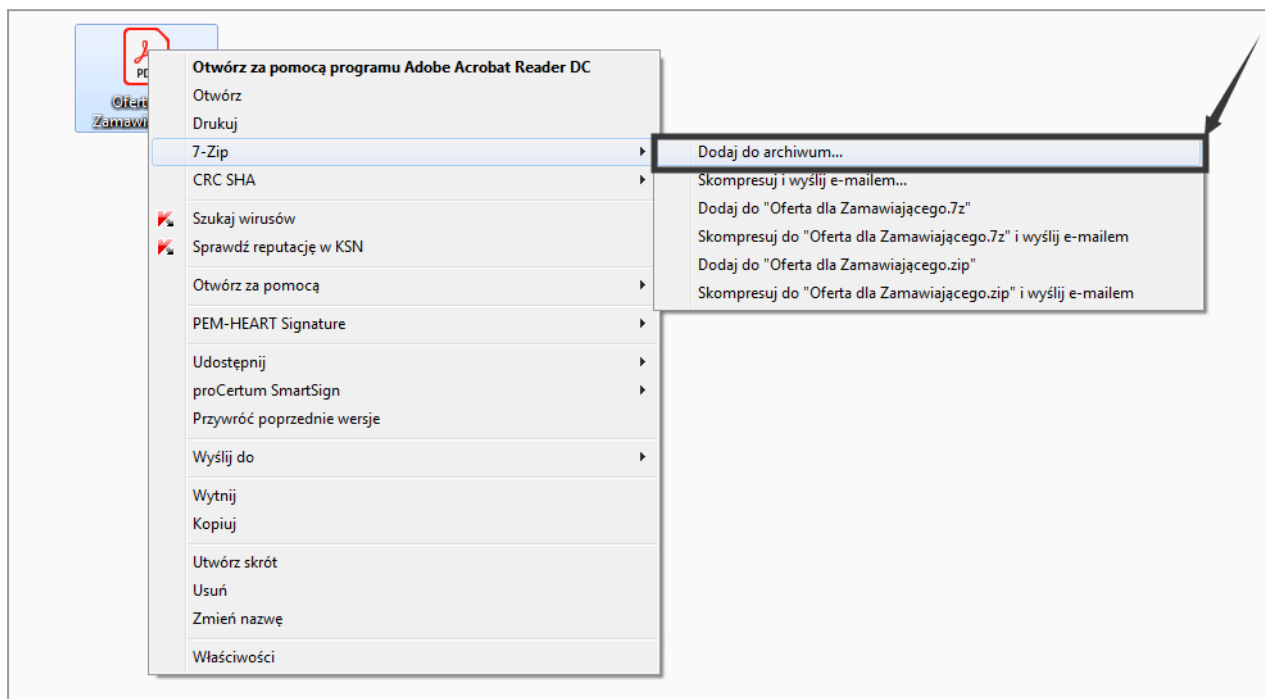 Otwórz za pomocą programu Adobe Acrobat Reader DC
Otwórz
Drukuj
7-Zip
CRC SHA
Szukaj wirusów
Sprawdź reputację w KSN
Otwórz za pomocą
PEM-HEART Signature
Udostępnij
proCertum SmartSign
Przywróć poprzednie wersje
Wyślij do
Wytnij
Kopiuj
Utwórz skrót
Usuń
Zmień nazwę
Właściwości
Dodaj do archiwum...
Skompresuj i wyślij e-mailem...
Dodaj do "Oferta dla Zamawiającego.7z"
Skompresuj do "Oferta dla Zamawiającego.7z" i wyślij e-mailem
Dodaj do "Oferta dla Zamawiającego.zip"
Skompresuj do "Oferta dla Zamawiającego.zip" i wyślij e-mailem